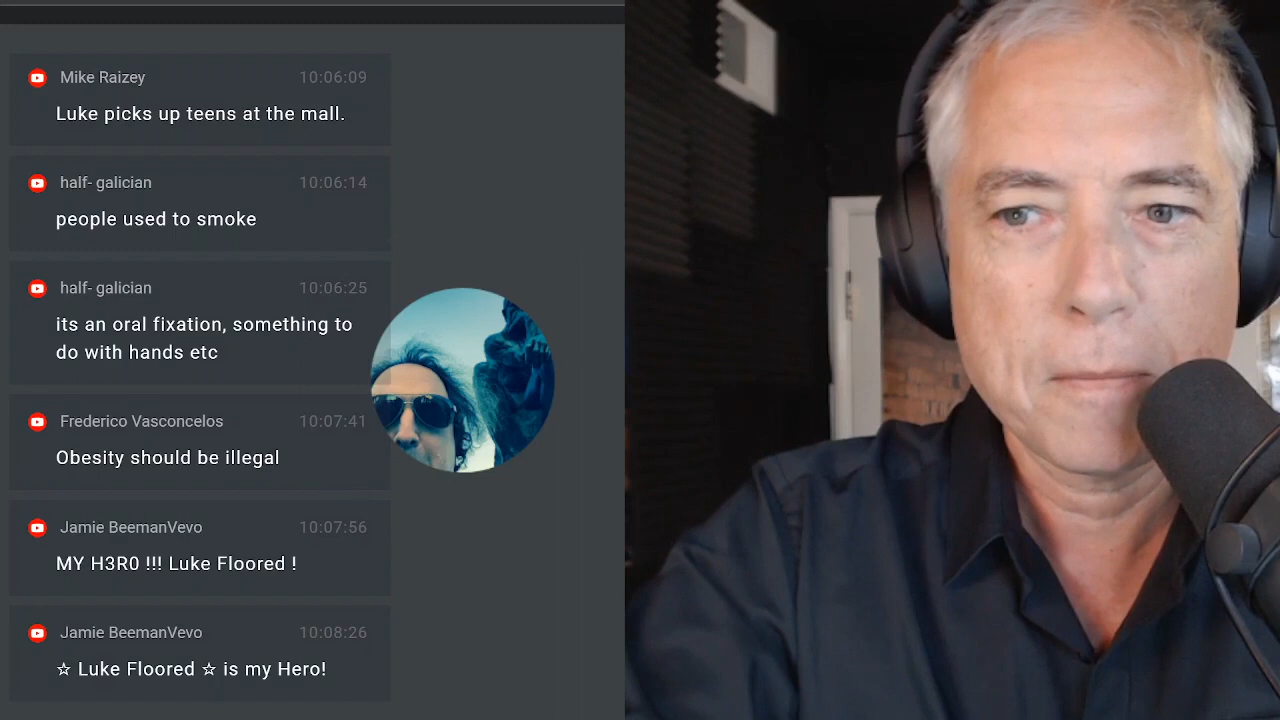 Mike Raizey 10:06:09
Luke picks up teens at the mall.
half- galician 10:06:14
people used to smoke
half- galician 10:06:25
its an oral fixation, something to
do with hands etc
Frederico Vasconcelos 10:07:41
Obesity should be illegal
Jamie BeemanVevo 10:07:56
MY H3R0 !!! Luke Floored !
Jamie BeemanVevo 10:08:26
☆ Luke Floored ☆ is my Hero!